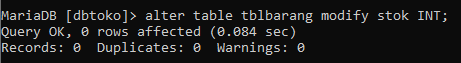 MariaDB [dbtoko]> alter table tblbarang modify stok INT;
Query OK, 0 rows affected (0.084 sec)
Records: 0  Duplicates: 0  Warnings: 0